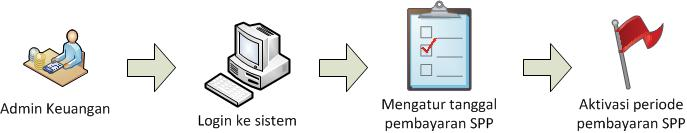 Admin Keuangan
Login ke sistem
Mengatur tanggal
pembayaran SPP
Aktivasi periode
pembayaran SPP